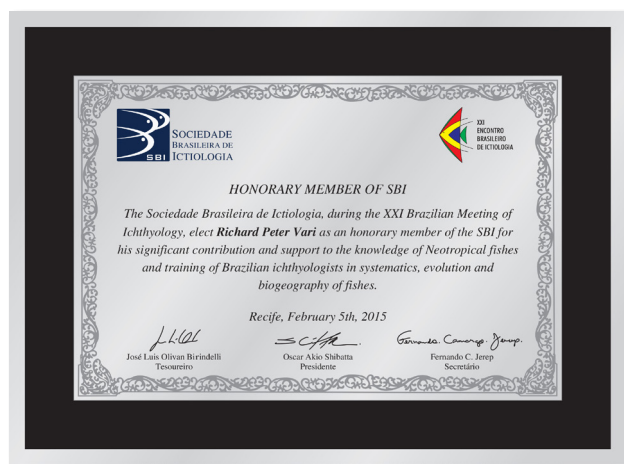 SOCIEDADE
BRASILEIRA DE
ICTIOLOGIA
SBI
XXI
ENCONTRO
BRASILEIRO
DE ICTIOLOGIA
HONORARY MEMBER OF SBI
The Sociedade Brasileira de Ictiologia, during the XXI Brazilian Meeting of
Ichthyology, elect Richard Peter Vari as an honorary member of the SBI for
his significant contribution and support to the knowledge of Neotropical fishes
and training of Brazilian ichthyologists in systematics, evolution and
biogeography of fishes.
Recife, February 5th, 2015
Fernando Camargo Jerep.
José Luis Olivan Birindelli
Tesoureiro
Oscar Akio Shibatta
Presidente
Fernando C. Jerep
Secretário